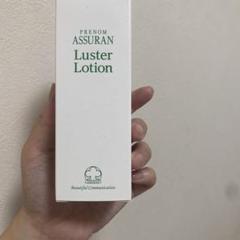 PRENOM
ASSURAN
Luster
Lotion
Beautiful Communication